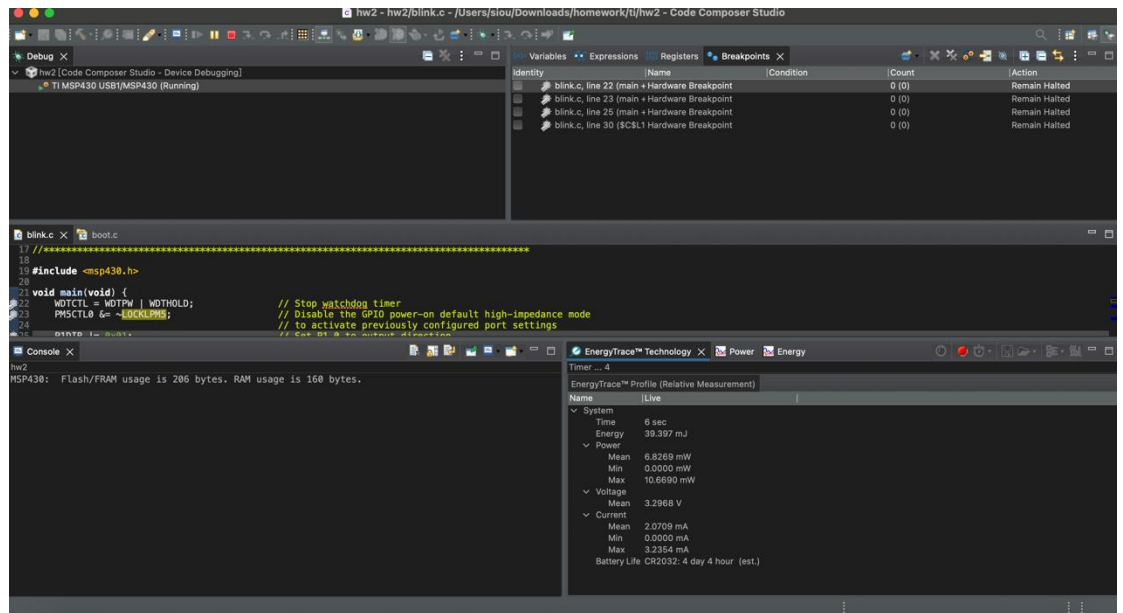 hw2 - hw2/blink.c - /Users/siou/Downloads/homework/ti/hw2 - Code Composer Studio
Debug
hw2 [Code Composer Studio - Device Debugging]
TI MSP430 USB1/MSP430 (Running)
Variables Expressions Registers Breakpoints
Identity Name Condition Count Action
blink.c, line 22 (main + Hardware Breakpoint 0 (0) Remain Halted
blink.c, line 23 (main + Hardware Breakpoint 0 (0) Remain Halted
blink.c, line 25 (main + Hardware Breakpoint 0 (0) Remain Halted
blink.c, line 30 ($C$L1 Hardware Breakpoint 0 (0) Remain Halted
blink.c boot.c
17 //*****************************************************************************
18
19 #include <msp430.h>
20
21 void main(void) {
22 WDTCTL = WDTPW | WDTHOLD; // Stop watchdog timer
23 PM5CTL0 &= ~LOCKLPM5; // Disable the GPIO power-on default high-impedance mode
24 // to activate previously configured port settings
25 P1DIR |= 0x01; // Set P1.0 to output direction
Console
hw2
MSP430: Flash/FRAM usage is 206 bytes. RAM usage is 160 bytes.
EnergyTrace™ Technology Power Energy
Timer ... 4
EnergyTrace™ Profile (Relative Measurement)
Name Live
System
Time 6 sec
Energy 39.397 mJ
Power
Mean 6.8269 mW
Min 0.0000 mW
Max 10.6690 mW
Voltage
Mean 3.2968 V
Current
Mean 2.0709 mA
Min 0.0000 mA
Max 3.2354 mA
Battery Life CR2032: 4 day 4 hour (est.)